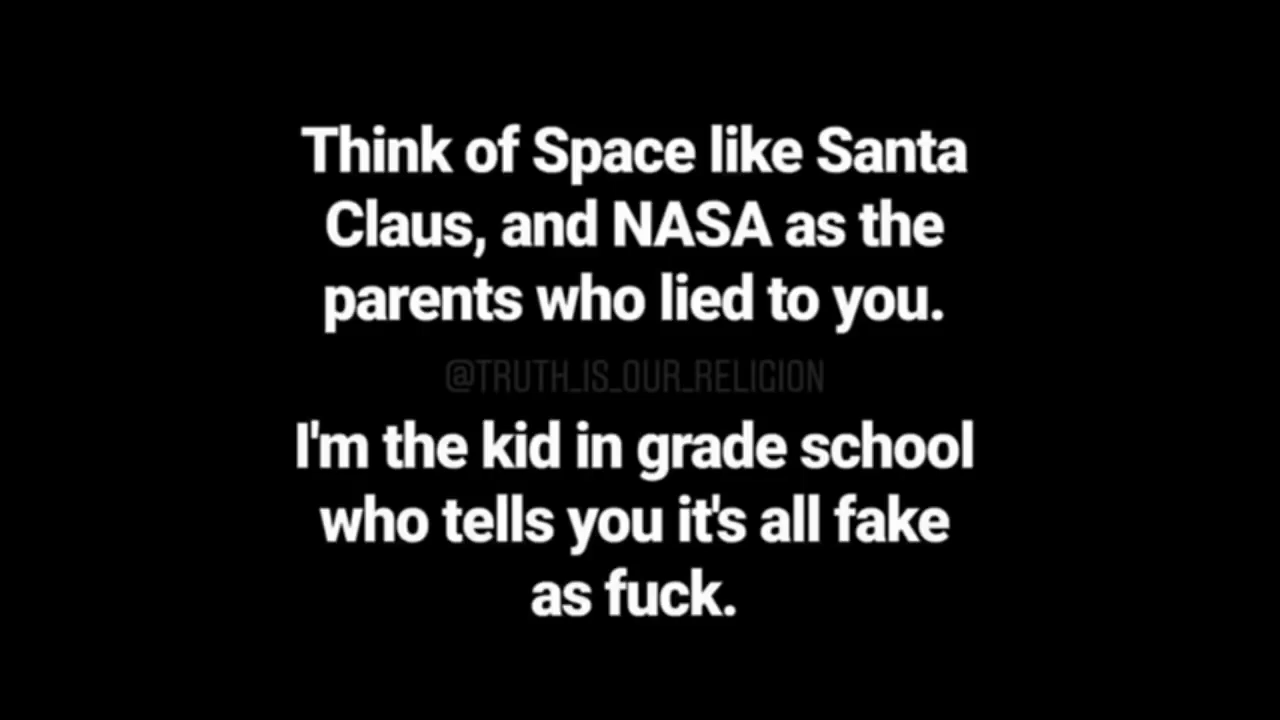 Think of Space like Santa
Claus, and NASA as the
parents who lied to you.
@TRUTH_IS_OUR_RELIGION
I'm the kid in grade school
who tells you it's all fake
as fuck.